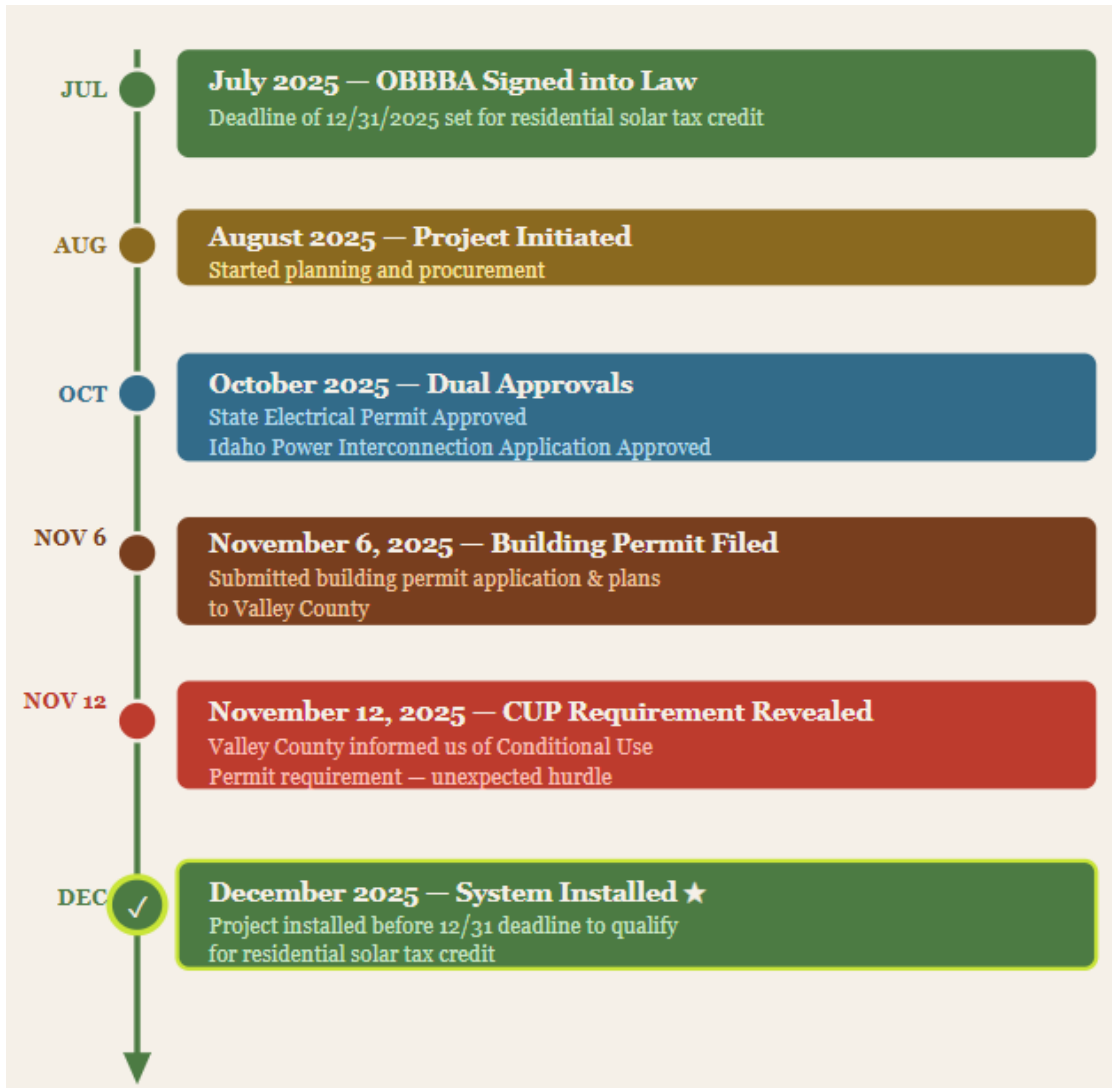 JUL
July 2025 — OBBBA Signed into Law
Deadline of 12/31/2025 set for residential solar tax credit
AUG
August 2025 — Project Initiated
Started planning and procurement
OCT
October 2025 — Dual Approvals
State Electrical Permit Approved
Idaho Power Interconnection Application Approved
NOV 6
November 6, 2025 — Building Permit Filed
Submitted building permit application & plans
to Valley County
NOV 12
November 12, 2025 — CUP Requirement Revealed
Valley County informed us of Conditional Use
Permit requirement — unexpected hurdle
DEC
✓
December 2025 — System Installed ★
Project installed before 12/31 deadline to qualify
for residential solar tax credit